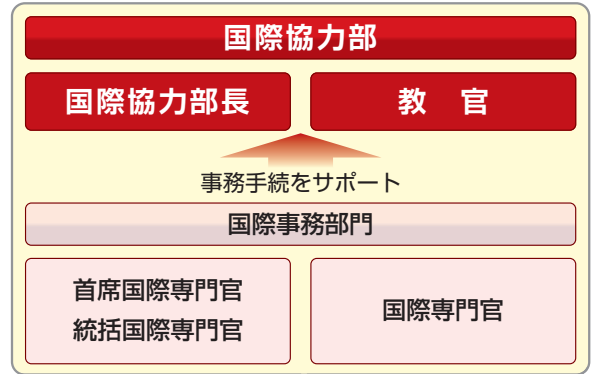 国際協力部
国際協力部長
教　官
事務手続をサポート
国際事務部門
首席国際専門官
統括国際専門官
国際専門官